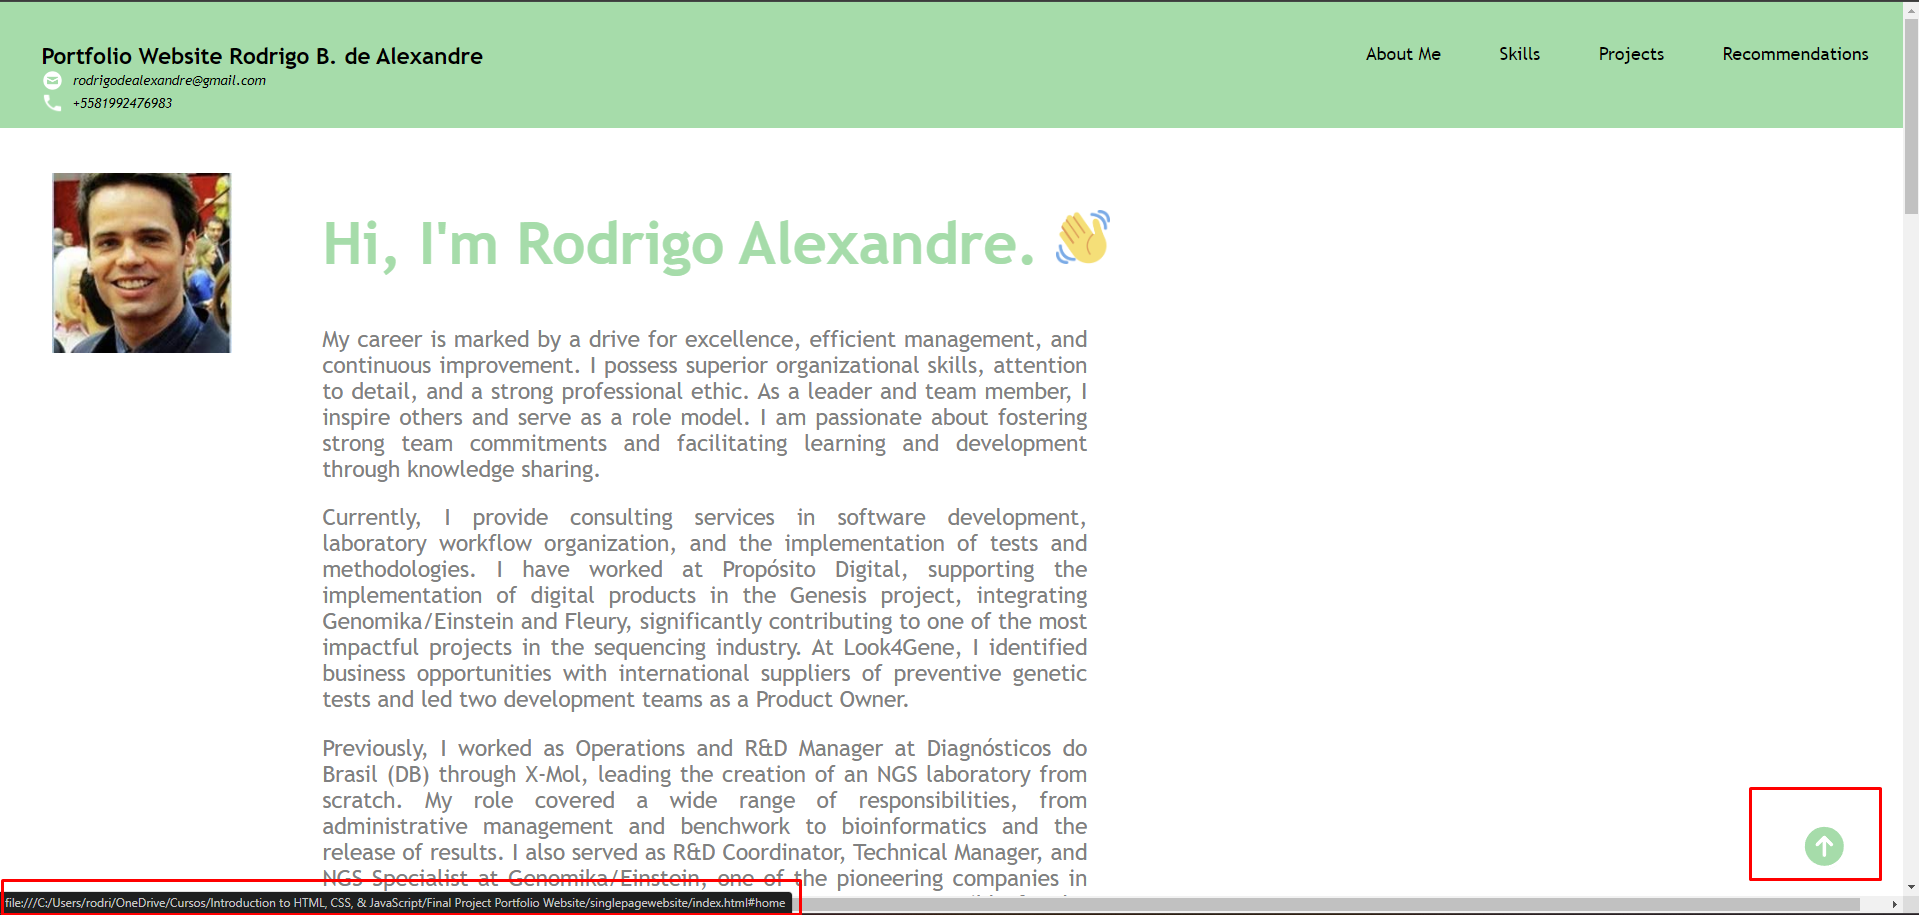 Portfolio Website Rodrigo B. de Alexandre
rodrigodealexandre@gmail.com
+5581992476983
About Me
Skills
Projects
Recommendations
Hi, I'm Rodrigo Alexandre.
My career is marked by a drive for excellence, efficient management, and
continuous improvement. I possess superior organizational skills, attention
to detail, and a strong professional ethic. As a leader and team member, I
inspire others and serve as a role model. I am passionate about fostering
strong team commitments and facilitating learning and development
through knowledge sharing.
Currently, I provide consulting services in software development,
laboratory workflow organization, and the implementation of tests and
methodologies. I have worked at Propósito Digital, supporting the
implementation of digital products in the Genesis project, integrating
Genomika/Einstein and Fleury, significantly contributing to one of the most
impactful projects in the sequencing industry. At Look4Gene, I identified
business opportunities with international suppliers of preventive genetic
tests and led two development teams as a Product Owner.
Previously, I worked as Operations and R&D Manager at Diagnósticos do
Brasil (DB) through X-Mol, leading the creation of an NGS laboratory from
scratch. My role covered a wide range of responsibilities, from
administrative management and benchwork to bioinformatics and the
release of results. I also served as R&D Coordinator, Technical Manager, and
NGS Specialist at Genomika/Einstein, one of the pioneering companies in
file:///C:/Users/rodri/OneDrive/Cursos/Introduction to HTML, CSS, & JavaScript/Final Project Portfolio Website/singlepagewebsite/index.html#home